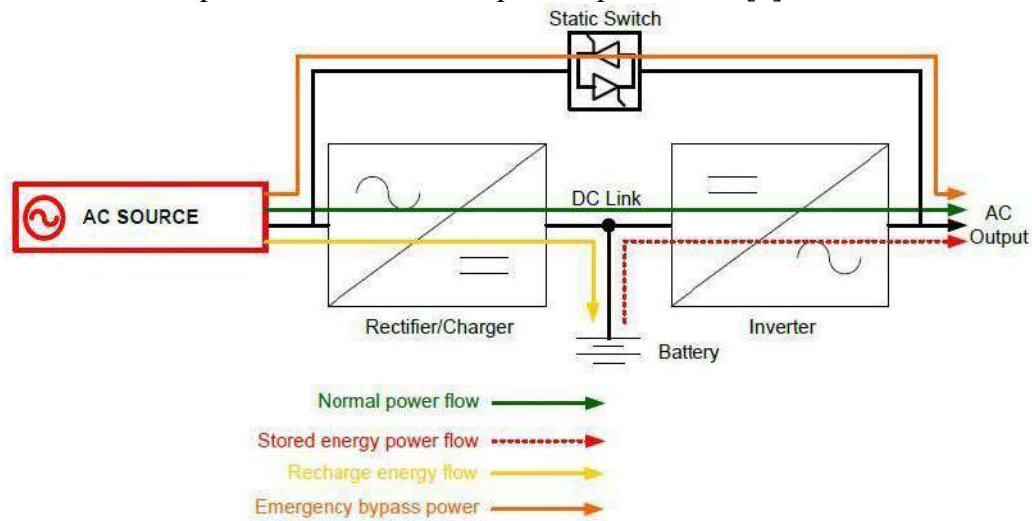 Static Switch
AC SOURCE
DC Link
AC
Output
Rectifier/Charger
Inverter
Battery
Normal power flow
Stored energy power flow
Recharge energy flow
Emergency bypass power